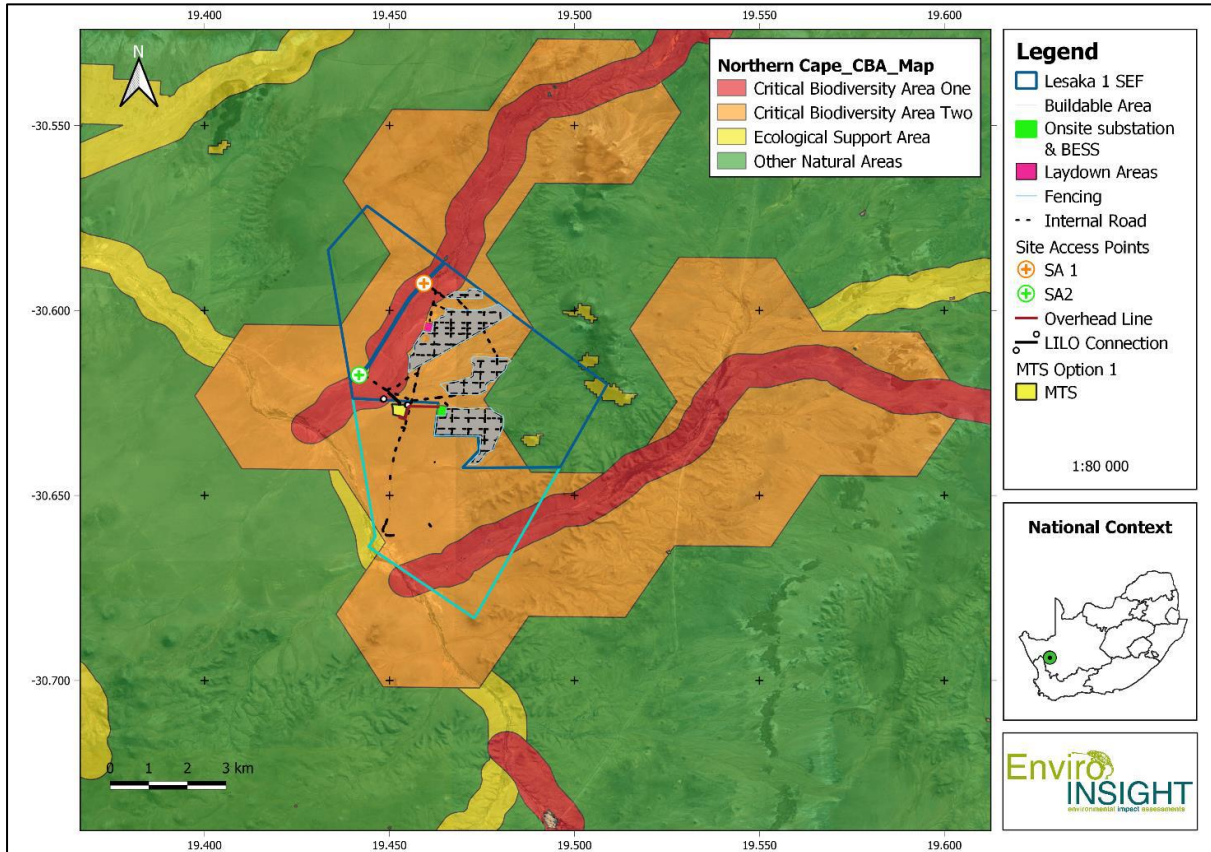 19.400 19.450 19.500 19.550 19.600
N
-30.550
-30.600
-30.650
-30.700
Northern Cape_CBA_Map
Critical Biodiversity Area One
Critical Biodiversity Area Two
Ecological Support Area
Other Natural Areas
0 1 2 3 km
19.400 19.450 19.500 19.550 19.600
Legend
Lesaka 1 SEF
Buildable Area
Onsite substation
& BESS
Laydown Areas
Fencing
Internal Road
Site Access Points
SA 1
SA2
Overhead Line
LILO Connection
MTS Option 1
MTS
1:80 000
National Context
Enviro
INSIGHT
environmental impact assessments